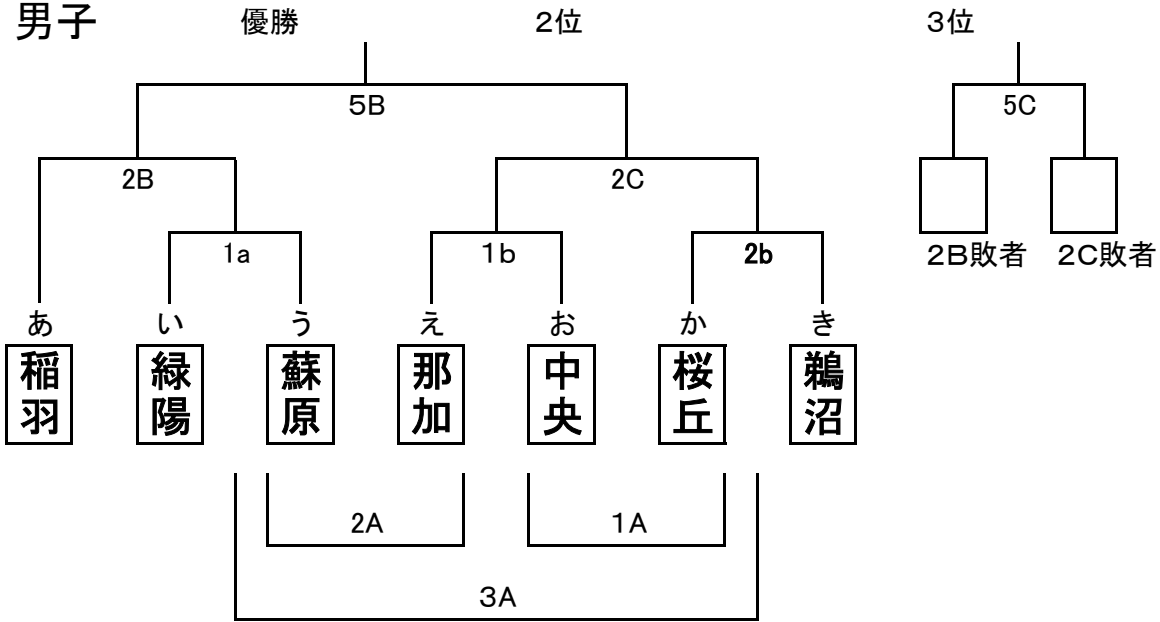 男子 優勝 2位 3位
5B 5C
2B 2C
2B敗者 2C敗者
1a 1b 2b
あ い う え お か き
稲羽 緑陽 蘇原 那加 中央 桜丘 鵜沼
2A 1A
3A